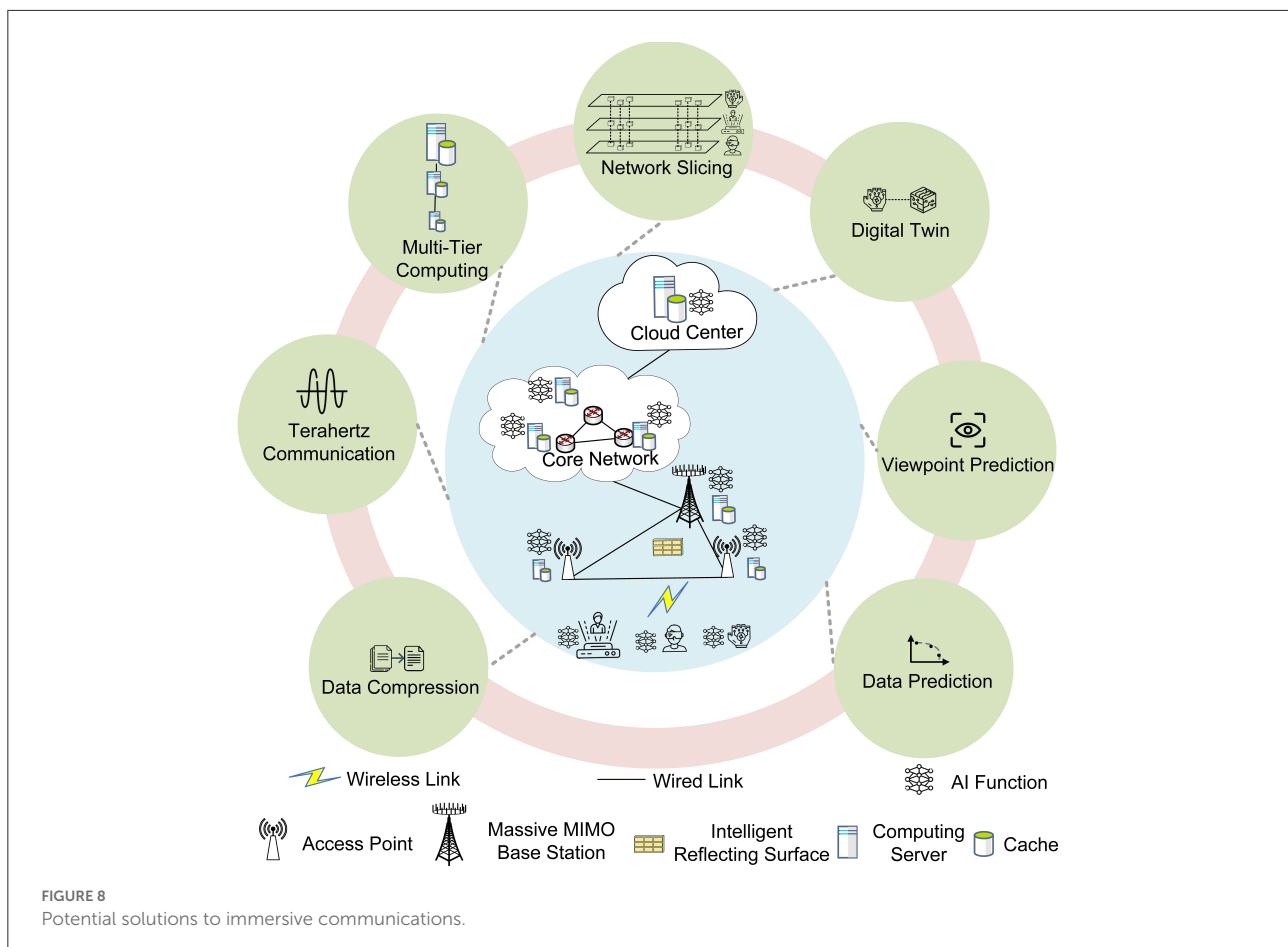 Network Slicing
Multi-Tier
Computing
Digital Twin
Cloud Center
Terahertz
Communication
Core Network
Viewpoint Prediction
Data Compression
Data Prediction
Wireless Link
Wired Link
AI Function
Access Point
Massive MIMO
Base Station
Intelligent
Reflecting Surface
Computing
Server
Cache
FIGURE 8
Potential solutions to immersive communications.